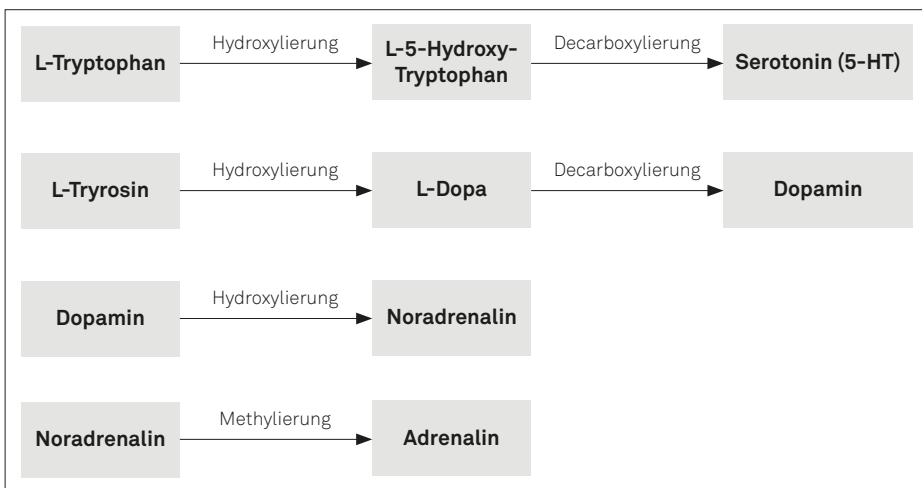 Hydroxylierung
Decarboxylierung
L-Tryptophan
L-5-Hydroxy-
Tryptophan
Serotonin (5-HT)
Hydroxylierung
Decarboxylierung
L-Tryrosin
L-Dopa
Dopamin
Hydroxylierung
Dopamin
Noradrenalin
Methylierung
Noradrenalin
Adrenalin